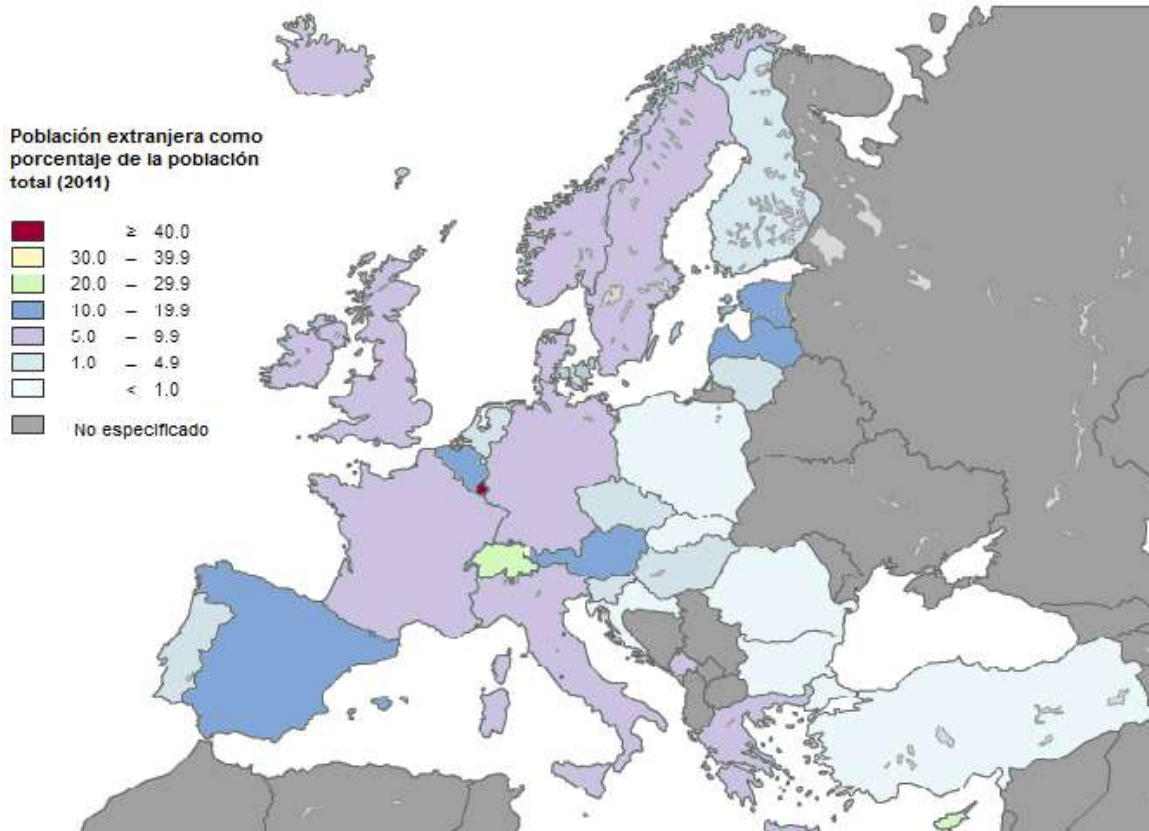 Población extranjera como
porcentaje de la población
total (2011)
≥ 40.0
30.0 – 39.9
20.0 – 29.9
10.0 – 19.9
5.0 – 9.9
1.0 – 4.9
< 1.0
No especificado